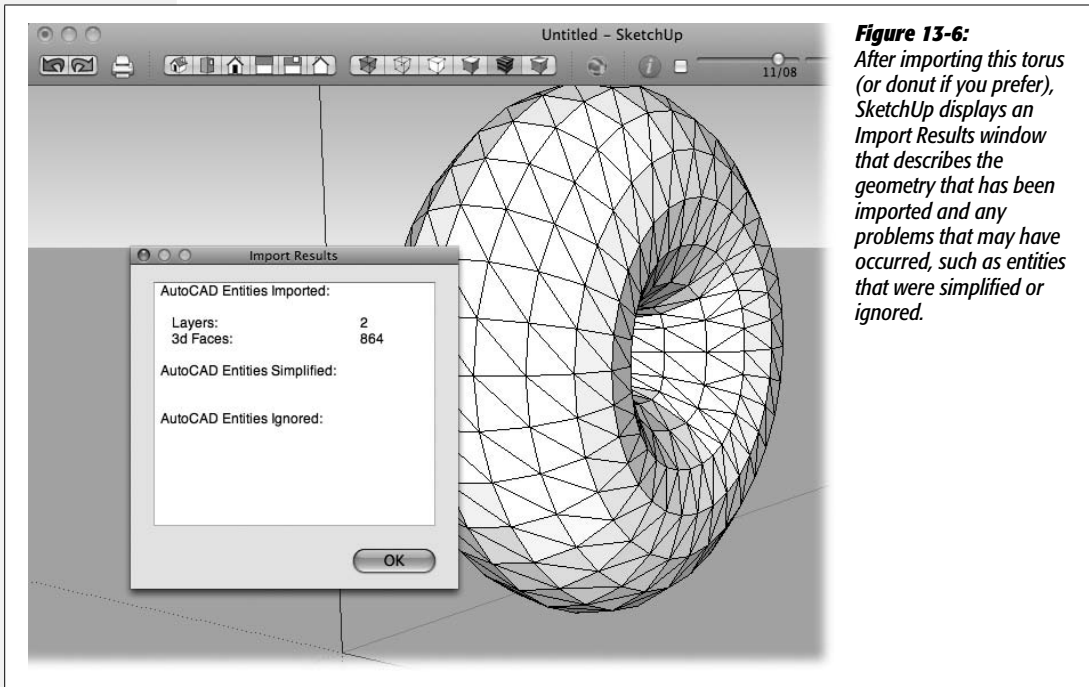 Untitled – SketchUp
11/08
Import Results
AutoCAD Entities Imported:
Layers: 2
3d Faces: 864
AutoCAD Entities Simplified:
AutoCAD Entities Ignored:
OK
Figure 13-6:
After importing this torus
(or donut if you prefer),
SketchUp displays an
Import Results window
that describes the
geometry that has been
imported and any
problems that may have
occurred, such as entities
that were simplified or
ignored.